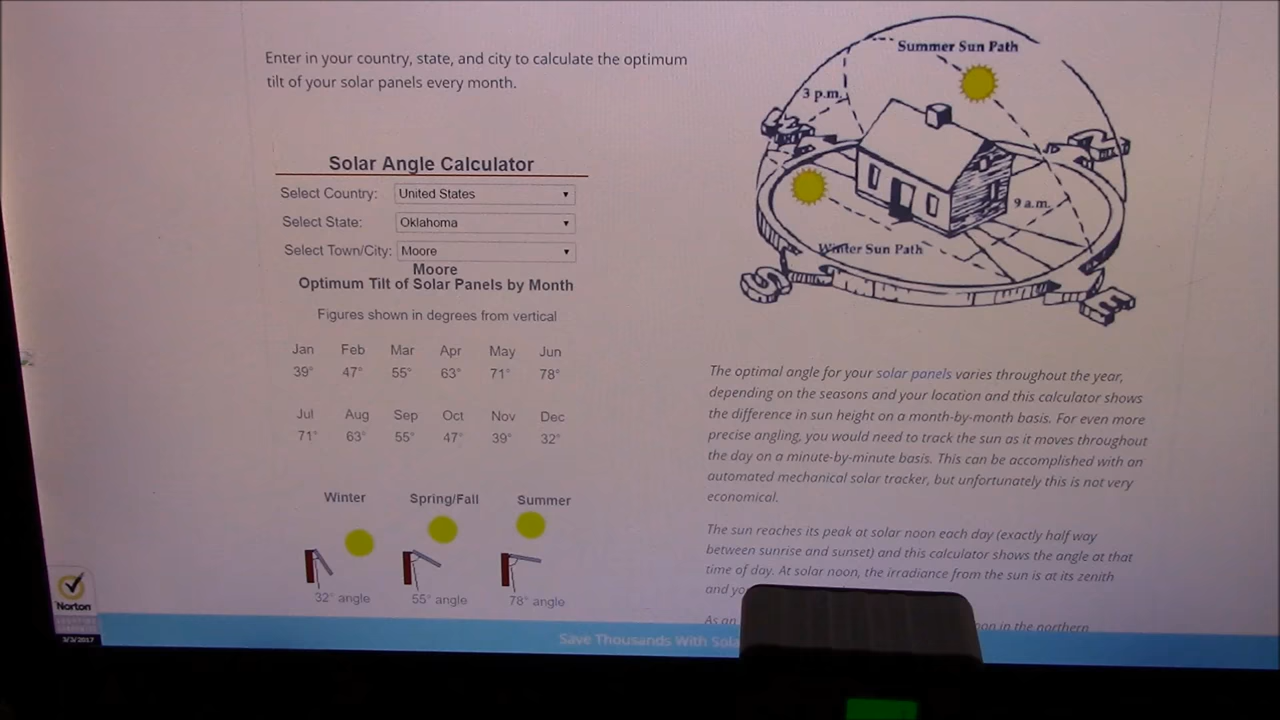 Enter in your country, state, and city to calculate the optimum
tilt of your solar panels every month.
Solar Angle Calculator
Select Country: United States
Select State: Oklahoma
Select Town/City: Moore
Moore
Optimum Tilt of Solar Panels by Month
Figures shown in degrees from vertical
Jan Feb Mar Apr May Jun
39° 47° 55° 63° 71° 78°
Jul Aug Sep Oct Nov Dec
71° 63° 55° 47° 39° 32°
Winter Spring/Fall Summer
32° angle 55° angle 78° angle
Summer Sun Path
3 p.m.
9 a.m.
Winter Sun Path
S
E
The optimal angle for your solar panels varies throughout the year,
depending on the seasons and your location and this calculator shows
the difference in sun height on a month-by-month basis. For even more
precise angling, you would need to track the sun as it moves throughout
the day on a minute-by-minute basis. This can be accomplished with an
automated mechanical solar tracker, but unfortunately this is not very
economical.
The sun reaches its peak at solar noon each day (exactly half way
between sunrise and sunset) and this calculator shows the angle at that
time of day. At solar noon, the irradiance from the sun is at its zenith
and
As an in the northern
Norton
3/3/2017
Save Thousands With